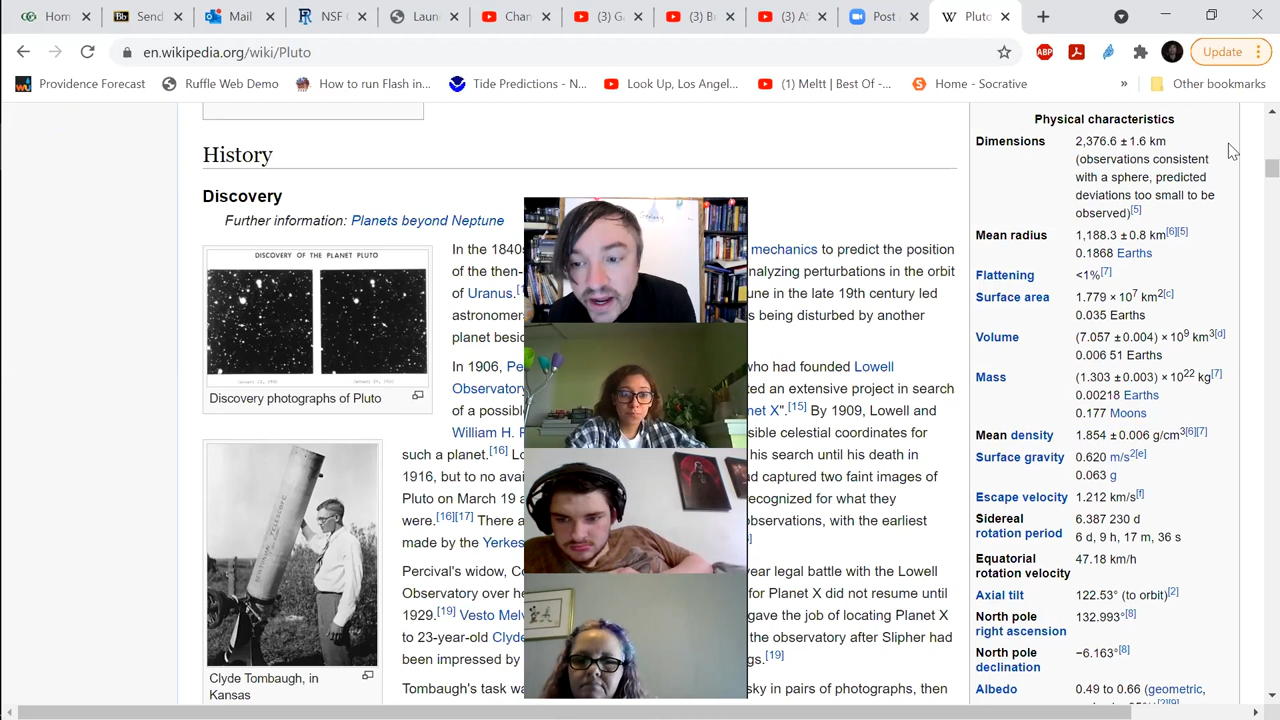 Home
Send
Mail
NSF
Laun
Chan
(3) G
(3) B
(3) A
Post
Pluto
en.wikipedia.org/wiki/Pluto
ABP
Update
Providence Forecast
Ruffle Web Demo
How to run Flash in...
Tide Predictions - N...
Look Up, Los Angel...
(1) Meltt | Best Of -...
Home - Socrative
»
Other bookmarks
History
Discovery
Further information: Planets beyond Neptune
DISCOVERY OF THE PLANET PLUTO
Discovery photographs of Pluto
Clyde Tombaugh, in
Kansas
In the 1840s mechanics to predict the position
of the then- nalyzing perturbations in the orbit
of Uranus. une in the late 19th century led
astronomer s being disturbed by another
planet besid
In 1906, Pe who had founded Lowell
Observatory ted an extensive project in search
of a possib net X".[15] By 1909, Lowell and
William H. P sible celestial coordinates for
such a planet.[16] Lo his search until his death in
1916, but to no avai d captured two faint images of
Pluto on March 19 a ecognized for what they
were.[16][17] There a observations, with the earliest
made by the Yerkes
Percival's widow, Co year legal battle with the Lowell
Observatory over he for Planet X did not resume until
1929.[19] Vesto Melv gave the job of locating Planet X
to 23-year-old Clyde the observatory after Slipher had
been impressed by gs.[19]
Tombaugh's task wa sky in pairs of photographs, then
Physical characteristics
Dimensions 2,376.6 ±1.6 km
(observations consistent
with a sphere, predicted
deviations too small to be
observed)[5]
Mean radius 1,188.3 ±0.8 km[6][5]
0.1868 Earths
Flattening <1%[7]
Surface area 1.779 × 10⁷ km²[c]
0.035 Earths
Volume (7.057 ±0.004) × 10⁹ km³[d]
0.006 51 Earths
Mass (1.303 ±0.003) × 10²² kg[7]
0.00218 Earths
0.177 Moons
Mean density 1.854 ±0.006 g/cm³[6][7]
Surface gravity 0.620 m/s²[e]
0.063 g
Escape velocity 1.212 km/s[f]
Sidereal 6.387 230 d
rotation period 6 d, 9 h, 17 m, 36 s
Equatorial 47.18 km/h
rotation velocity
Axial tilt 122.53° (to orbit)[2]
North pole 132.993°[8]
right ascension
North pole −6.163°[8]
declination
Albedo 0.49 to 0.66 (geometric,